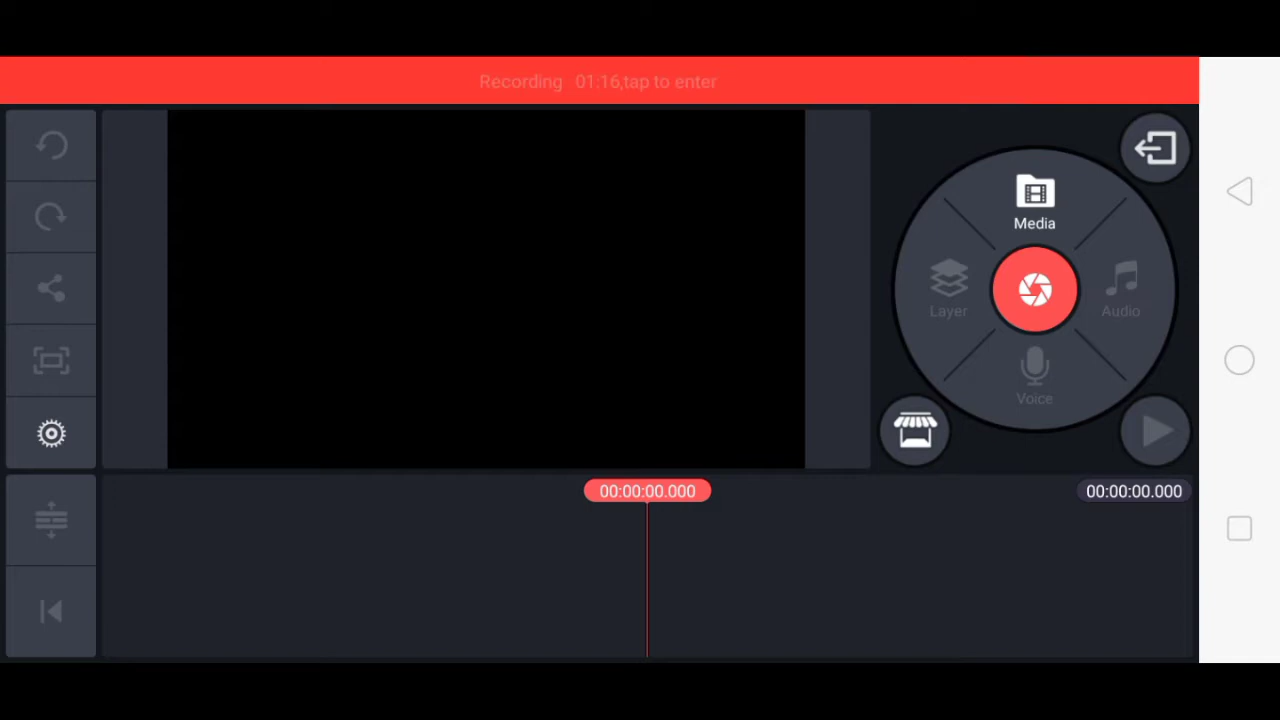 Recording 01:16,tap to enter
Media
Layer
Audio
Voice
00:00:00.000
00:00:00.000